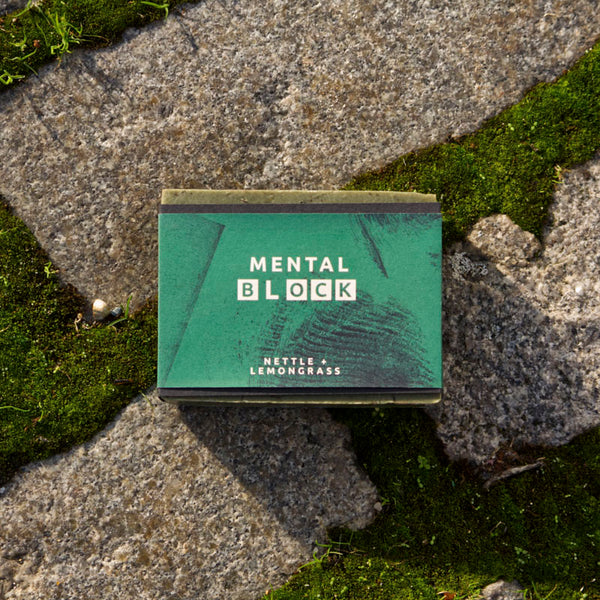 MENTAL
BLOCK
NETTLE +
LEMONGRASS